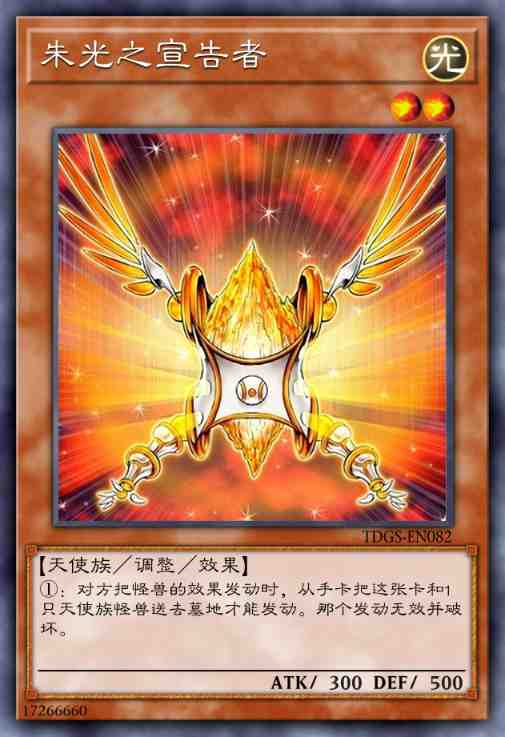 朱光之宣告者
光
TDGS-EN082
【天使族／调整／效果】
①：对方把怪兽的效果发动时，从手卡把这张卡和1
只天使族怪兽送去墓地才能发动。那个发动无效并破
坏。
ATK/ 300 DEF/ 500
17266660